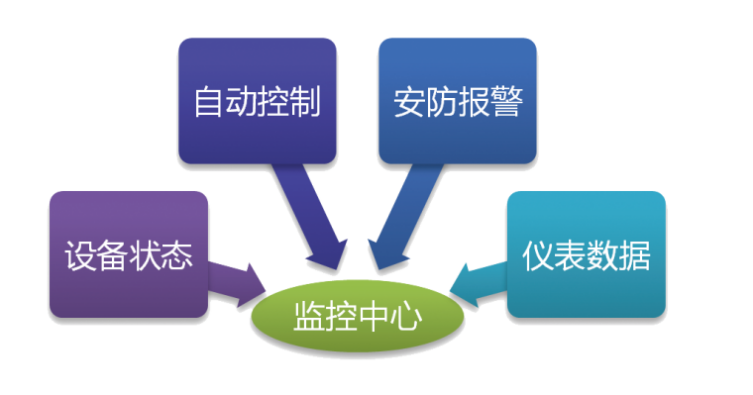 自动控制
安防报警
设备状态
仪表数据
监控中心